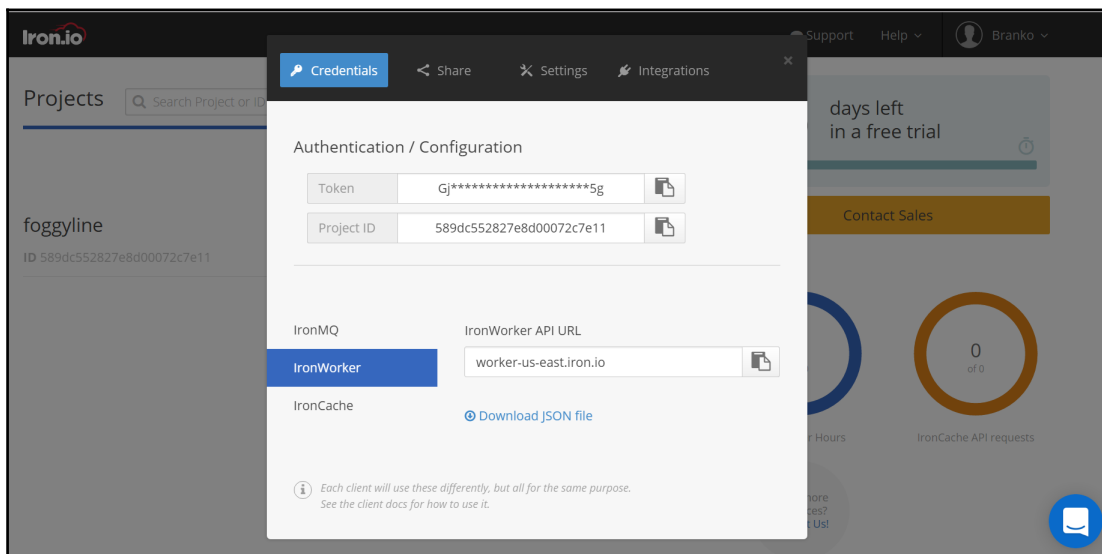 Iron.io
Support Help Branko
Credentials Share Settings Integrations ×
Projects
Search Project or ID
days left
in a free trial
Authentication / Configuration
Token Gj********************5g
Project ID 589dc552827e8d00072c7e11
Contact Sales
foggyline
ID 589dc552827e8d00072c7e11
IronMQ
IronWorker API URL
IronWorker
worker-us-east.iron.io
IronCache
Download JSON file
0
of 0
Hours
IronCache API requests
Each client will use these differently, but all for the same purpose.
See the client docs for how to use it.
Us!